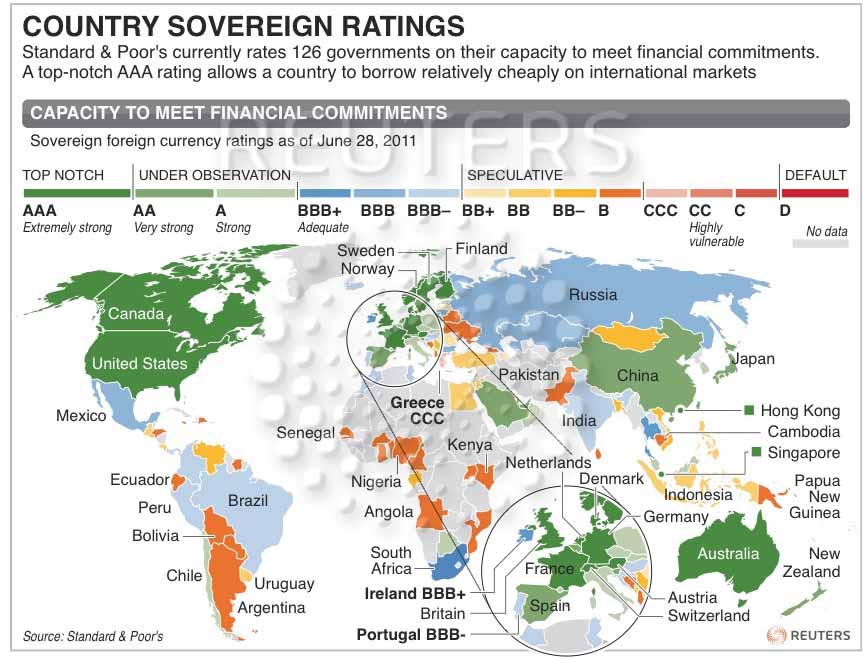 COUNTRY SOVEREIGN RATINGS
Standard & Poor's currently rates 126 governments on their capacity to meet financial commitments.
A top-notch AAA rating allows a country to borrow relatively cheaply on international markets
CAPACITY TO MEET FINANCIAL COMMITMENTS
REUTERS
Sovereign foreign currency ratings as of June 28, 2011
TOP NOTCH UNDER OBSERVATION SPECULATIVE DEFAULT
AAA AA A BBB+ BBB BBB– BB+ BB BB– B CCC CC C D
Extremely strong Very strong Strong Adequate Highly
vulnerable
No data
Sweden
Finland
Norway
Russia
Canada
United States
Japan
Pakistan
China
Mexico
Greece
CCC
Hong Kong
India
Senegal
Cambodia
Kenya
Singapore
Netherlands
Ecuador
Nigeria
Denmark
Peru
Brazil
Indonesia
Papua
New
Guinea
Angola
Germany
Bolivia
South
Africa
Australia
New
Zealand
France
Chile
Uruguay
Ireland BBB+
Austria
Argentina
Britain
Spain
Switzerland
Portugal BBB-
Source: Standard & Poor's
REUTERS